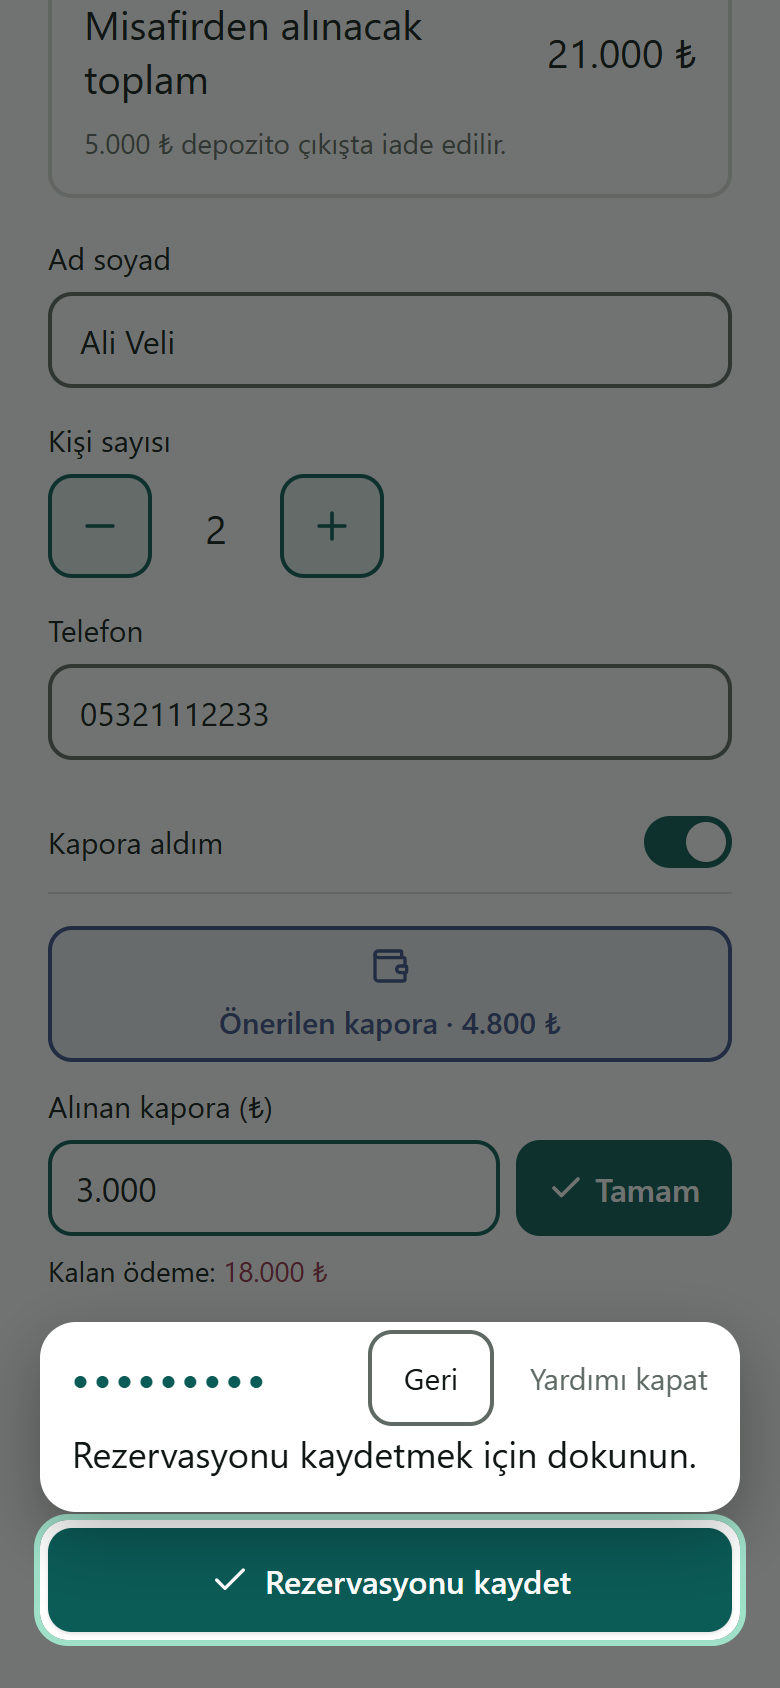 Misafirden alınacak
toplam
21.000 ₺
5.000 ₺ depozito çıkışta iade edilir.
Ad soyad
Ali Veli
Kişi sayısı
2
Telefon
05321112233
Kapora aldım
Önerilen kapora · 4.800 ₺
Alınan kapora (₺)
3.000
Tamam
Kalan ödeme: 18.000 ₺
Geri
Yardımı kapat
Rezervasyonu kaydetmek için dokunun.
Rezervasyonu kaydet